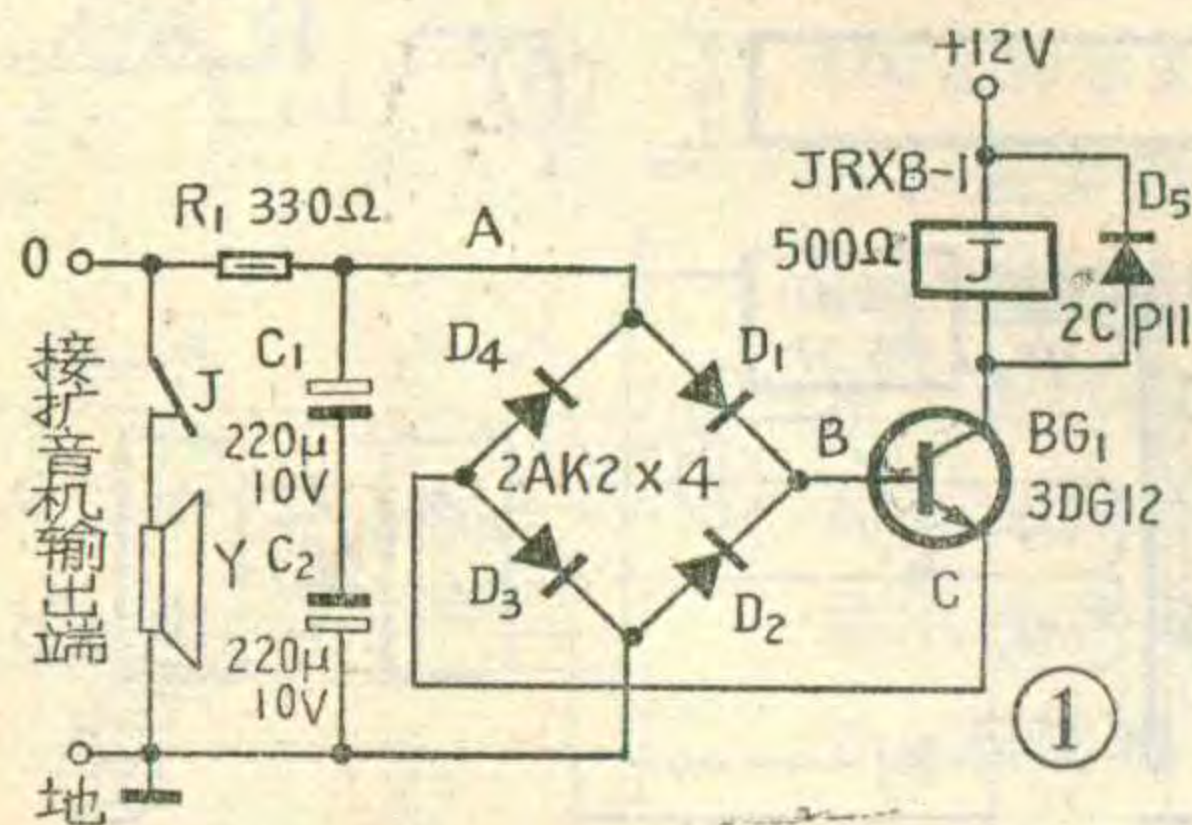 +12V
JRXB-1
500Ω
J
D5
2CP11
0
R1 330Ω
A
接扩音机输出端
J
Y
C1
220μ
10V
C2
220μ
10V
D4
D1
2AK2×4
D3
D2
B
BG1
3DG12
C
地
①